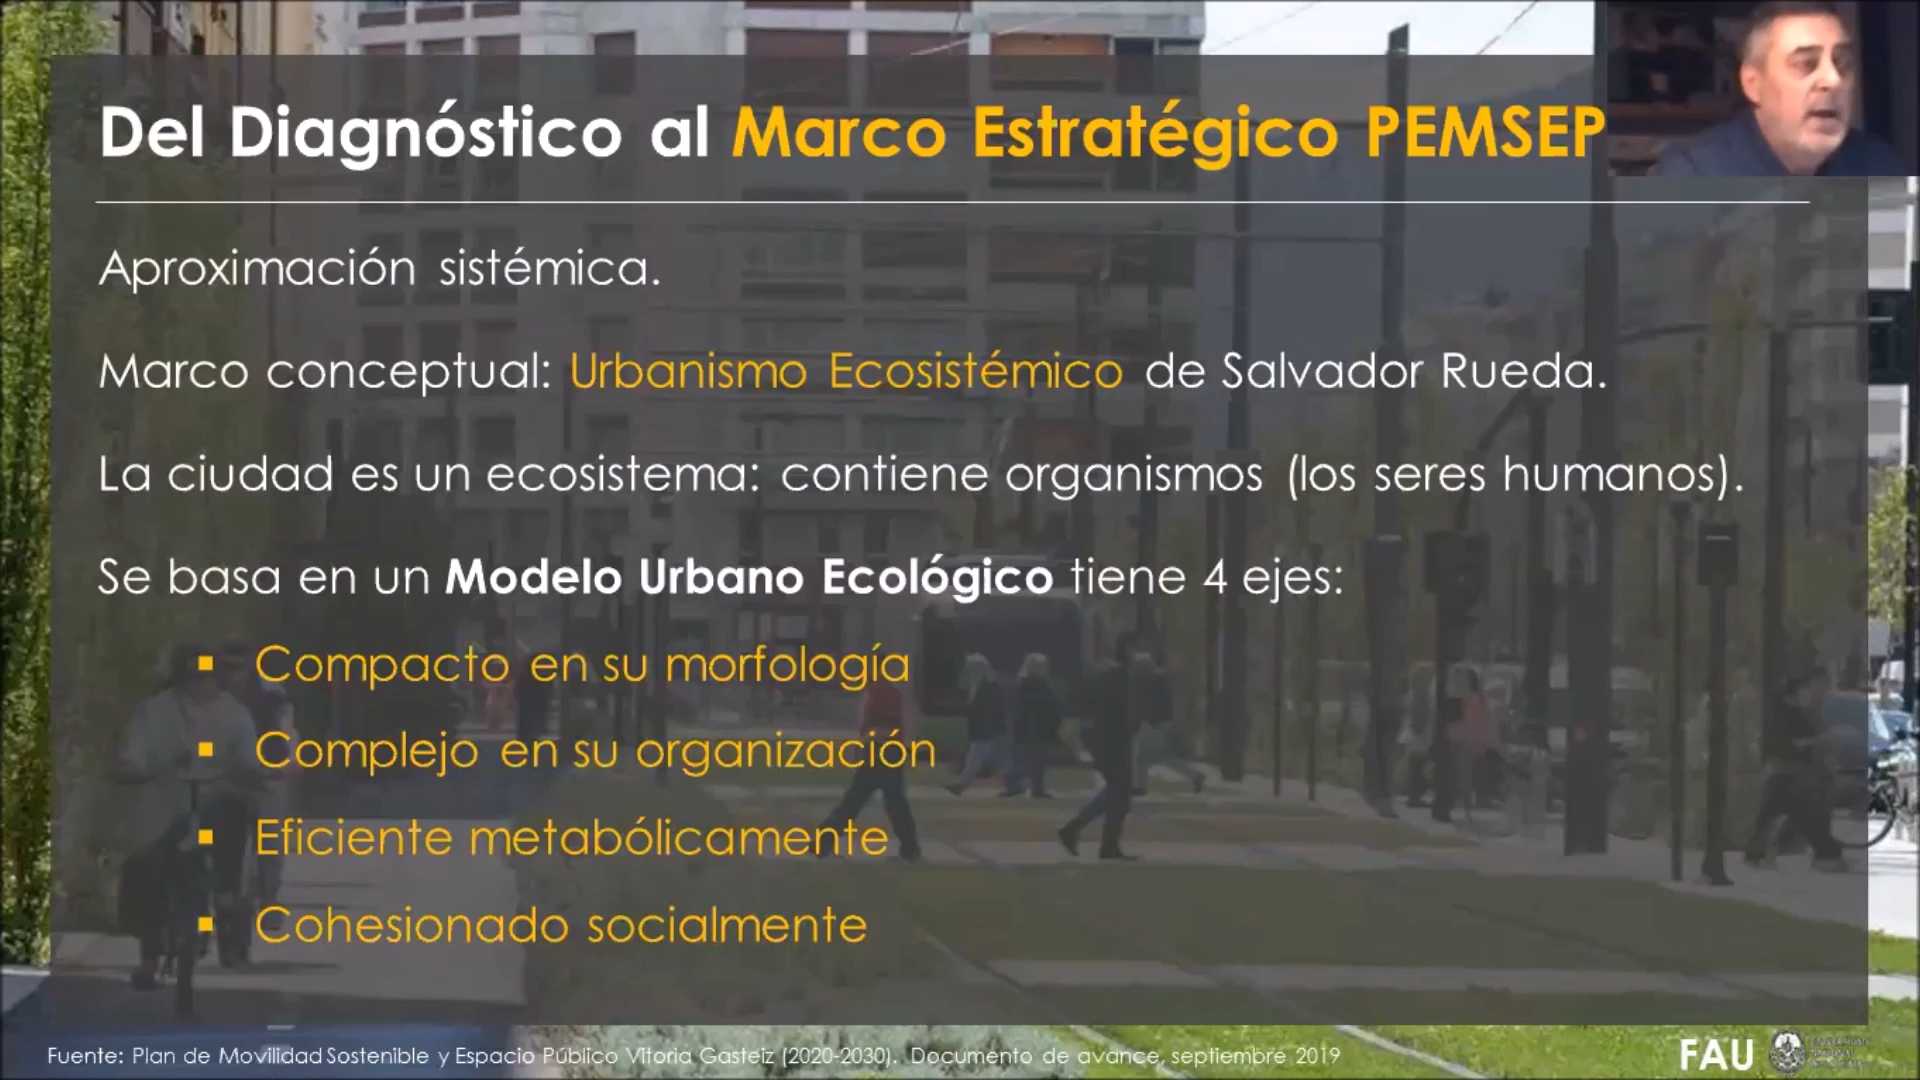 Del Diagnóstico al Marco Estratégico PEMSEP
Aproximación sistémica.
Marco conceptual: Urbanismo Ecosistémico de Salvador Rueda.
La ciudad es un ecosistema: contiene organismos (los seres humanos).
Se basa en un Modelo Urbano Ecológico tiene 4 ejes:
▪ Compacto en su morfología
▪ Complejo en su organización
▪ Eficiente metabólicamente
▪ Cohesionado socialmente
Fuente: Plan de Movilidad Sostenible y Espacio Público Vitoria Gasteiz (2020-2030). Documento de avance, septiembre 2019
FAU